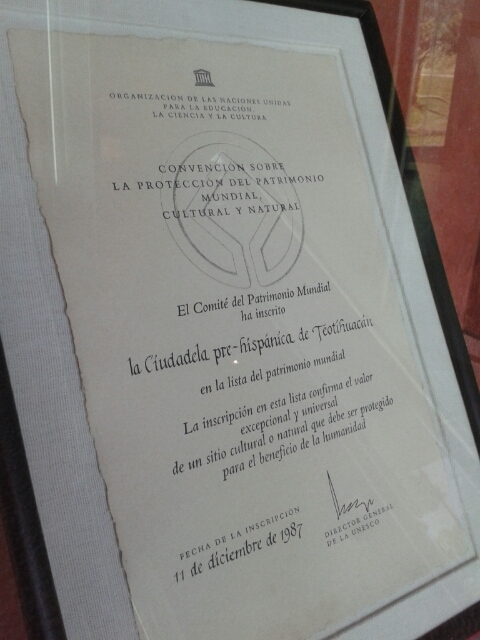 ORGANIZACION DE LAS NACIONES UNIDAS
PARA LA EDUCACION,
LA CIENCIA Y LA CULTURA
CONVENCION SOBRE
LA PROTECCION DEL PATRIMONIO
MUNDIAL,
CULTURAL Y NATURAL
El Comité del Patrimonio Mundial
ha inscrito
la Ciudadela pre-hispánica de Teotihuacán
en la lista del patrimonio mundial
La inscripción en esta lista confirma el valor
excepcional y universal
de un sitio cultural o natural que debe ser protegido
para el beneficio de la humanidad
FECHA DE LA INSCRIPCIÓN
11 de diciembre de 1987
DIRECTOR GENERAL
DE LA UNESCO